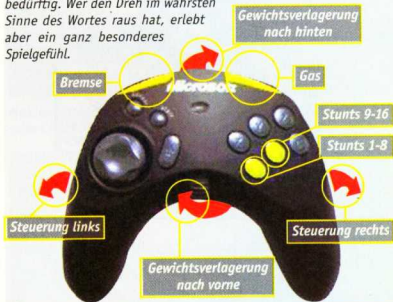 bedürftig. Wer den Dreh im wahrsten
Sinne des Wortes raus hat, erlebt
aber ein ganz besonderes
Spielgefühl.
Gewichtsverlagerung
nach hinten
Bremse
Gas
Microsoft
Stunts 9-16
Stunts 1-8
Steuerung links
Steuerung rechts
Gewichtsverlagerung
nach vorne